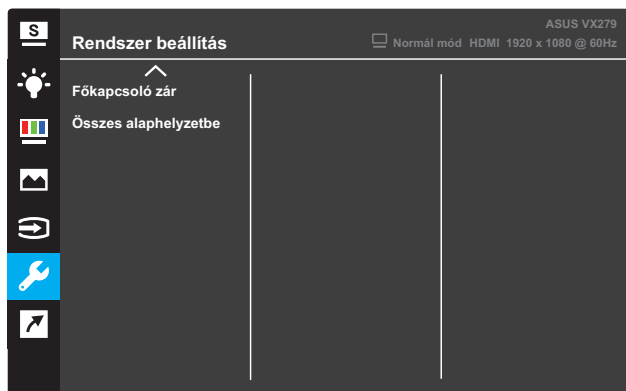 S
ASUS VX279
Rendszer beállítás
Normál mód HDMI 1920 x 1080 @ 60Hz
Főkapcsoló zár
Összes alaphelyzetbe